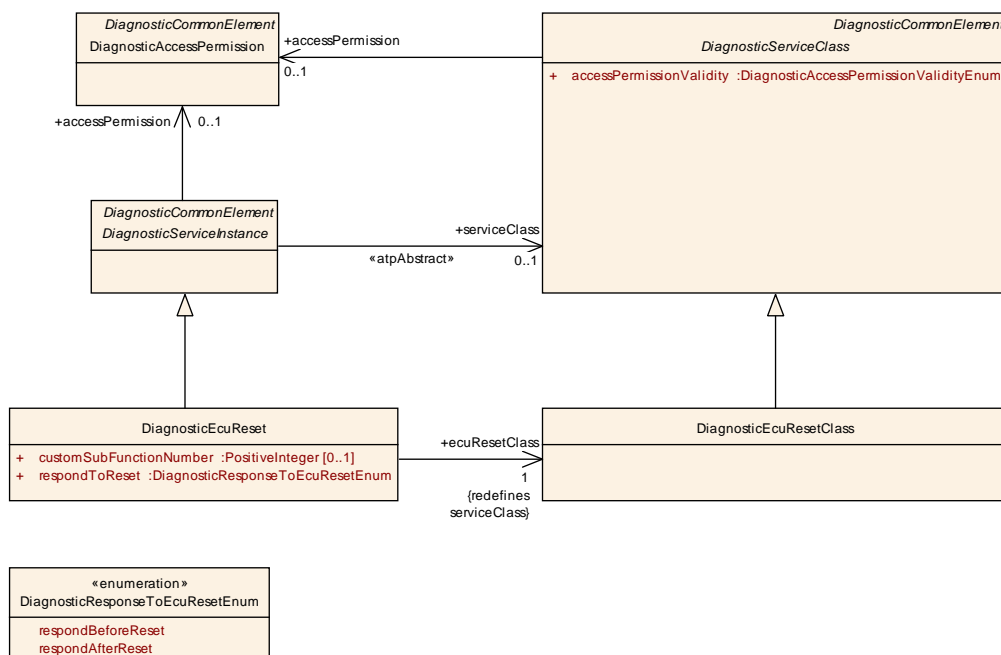 DiagnosticCommonElement
DiagnosticAccessPermission
+accessPermission
0..1
DiagnosticCommonElement
DiagnosticServiceClass
+ accessPermissionValidity :DiagnosticAccessPermissionValidityEnum
+accessPermission
0..1
DiagnosticCommonElement
DiagnosticServiceInstance
+serviceClass
«atpAbstract»
0..1
DiagnosticEcuReset
+ customSubFunctionNumber :PositiveInteger [0..1]
+ respondToReset :DiagnosticResponseToEcuResetEnum
+ecuResetClass
1
{redefines
serviceClass}
DiagnosticEcuResetClass
«enumeration»
DiagnosticResponseToEcuResetEnum
respondBeforeReset
respondAfterReset